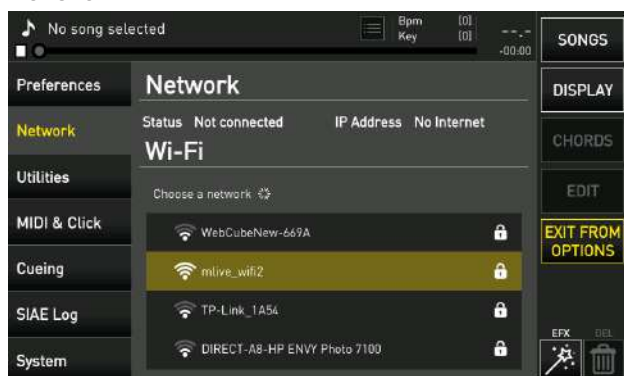 No song selected
Bpm [0]
Key [0]
--.-
-00:00
SONGS
Preferences
Network
DISPLAY
Network
Status Not connected IP Address No Internet
CHORDS
Wi-Fi
Utilities
Choose a network
EDIT
MIDI & Click
WebCubeNew-669A
EXIT FROM
OPTIONS
Cueing
mlive_wifi2
SIAE Log
TP-Link_1A54
EFX DEL
System
DIRECT-A8-HP ENVY Photo 7100